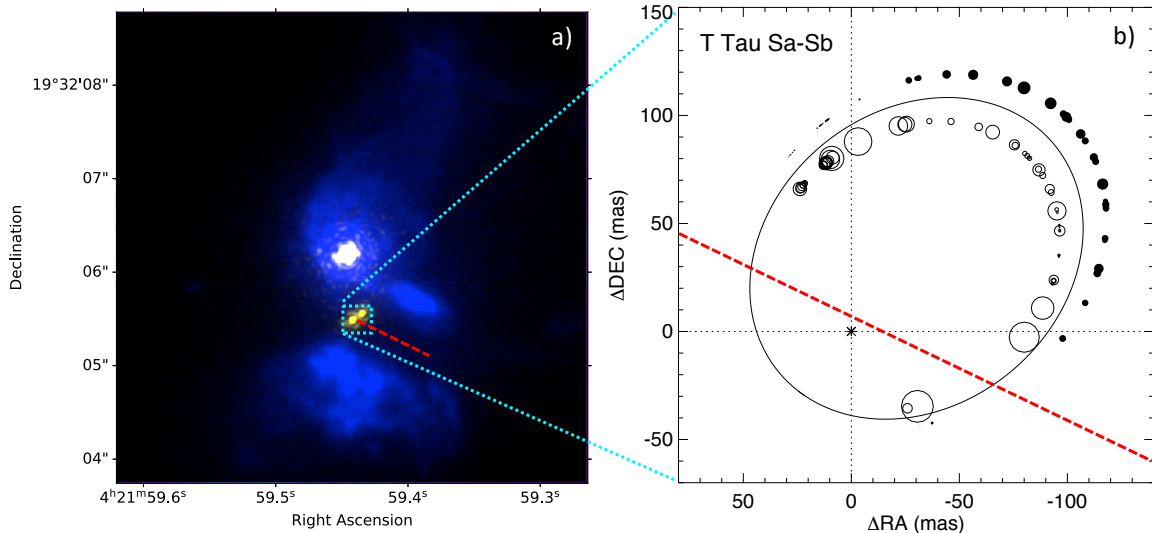 a)
19°32'08"
07"
06"
05"
04"
Declination
4ʰ21ᵐ59.6ˢ
59.5ˢ
59.4ˢ
59.3ˢ
Right Ascension
b)
T Tau Sa-Sb
150
100
50
0
-50
ΔDEC (mas)
50
0
-50
-100
ΔRA (mas)